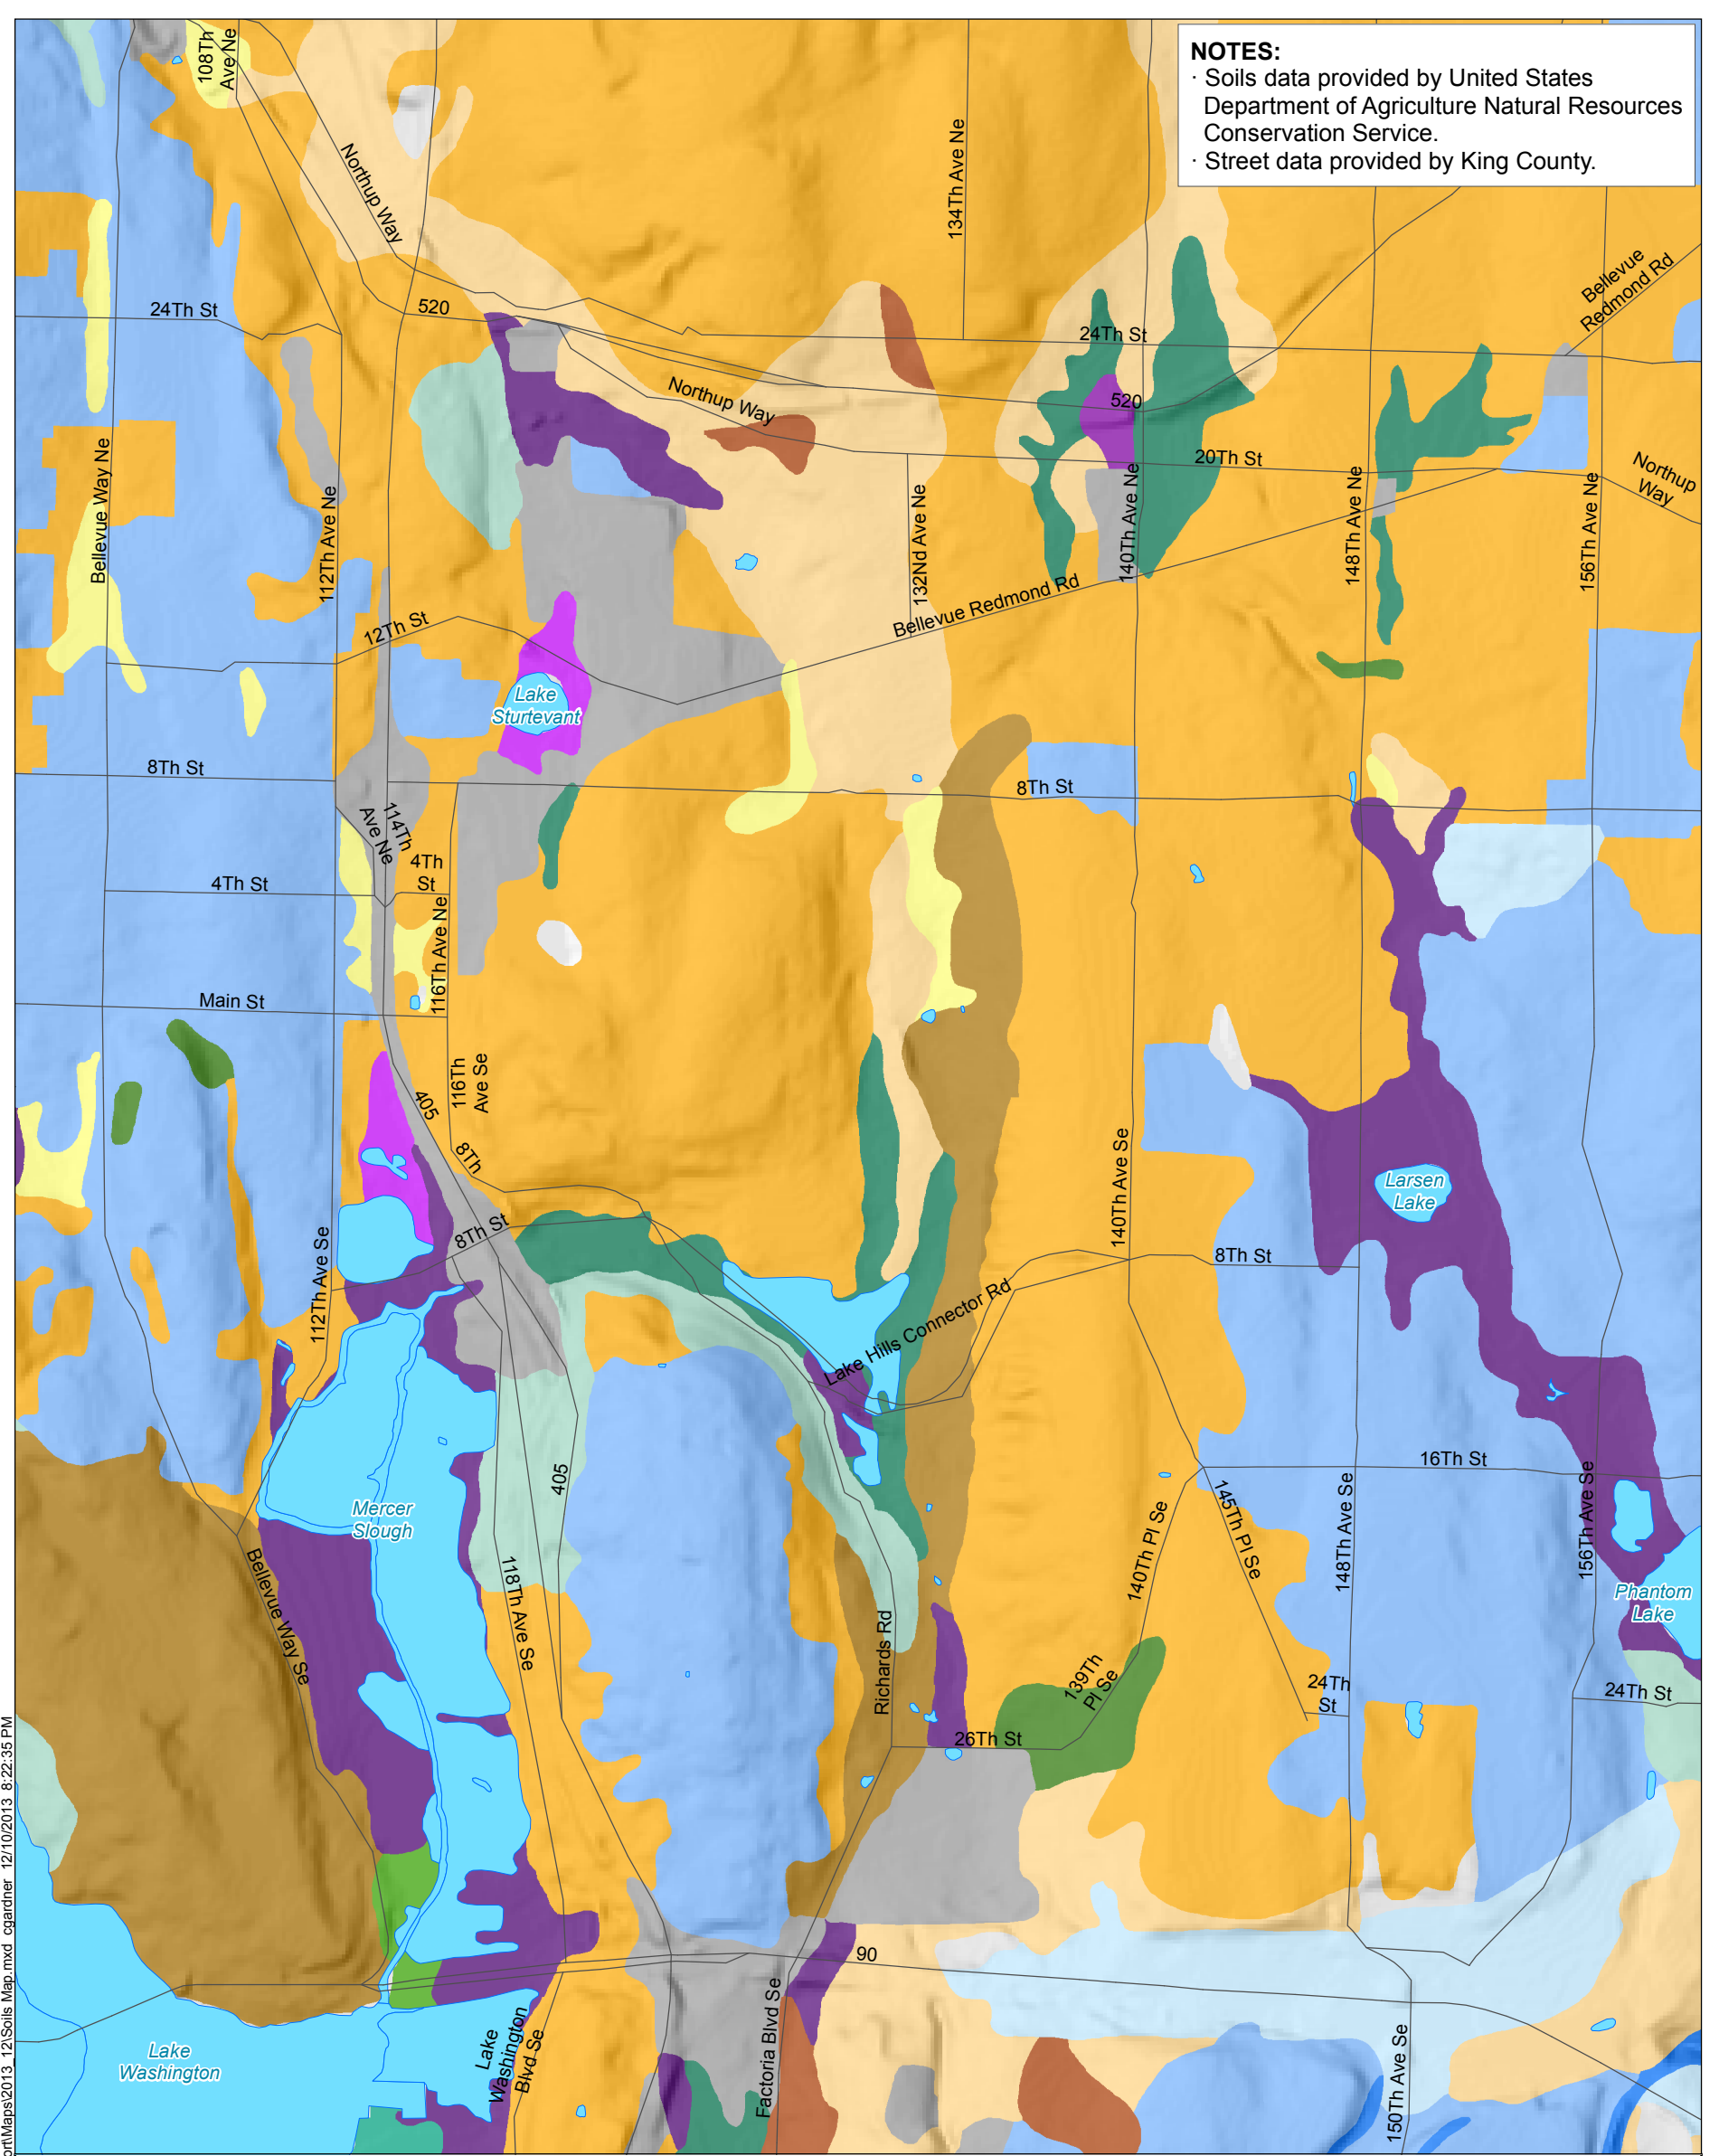 NOTES:
· Soils data provided by United States
Department of Agriculture Natural Resources
Conservation Service.
· Street data provided by King County.
108Th
Ave Ne
Northup Way
134Th Ave Ne
Bellevue
Redmond Rd
24Th St
520
24Th St
Northup Way
520
20Th St
Northup
Way
Bellevue Way Ne
112Th Ave Ne
132Nd Ave Ne
140Th Ave Ne
148Th Ave Ne
156Th Ave Ne
12Th St
Bellevue Redmond Rd
Lake
Sturtevant
8Th St
8Th St
114Th
Ave Ne
4Th St
4Th
St
116Th Ave Ne
Main St
116Th
Ave Se
405
8Th
140Th Ave Se
Larsen
Lake
112Th Ave Se
8Th St
8Th St
Lake Hills Connector Rd
16Th St
405
Mercer
Slough
145Th Pl Se
148Th Ave Se
156Th Ave Se
140Th Pl Se
Bellevue Way Se
118Th Ave Se
Phantom
Lake
Richards Rd
139Th
Pl Se
24Th
St
24Th St
26Th St
90
Lake
Washington
Lake
Washington
Blvd Se
Factoria Blvd Se
150Th Ave Se
ort\Maps\2013_12\Soils Map.mxd cgardner 12/10/2013 8:22:35 PM